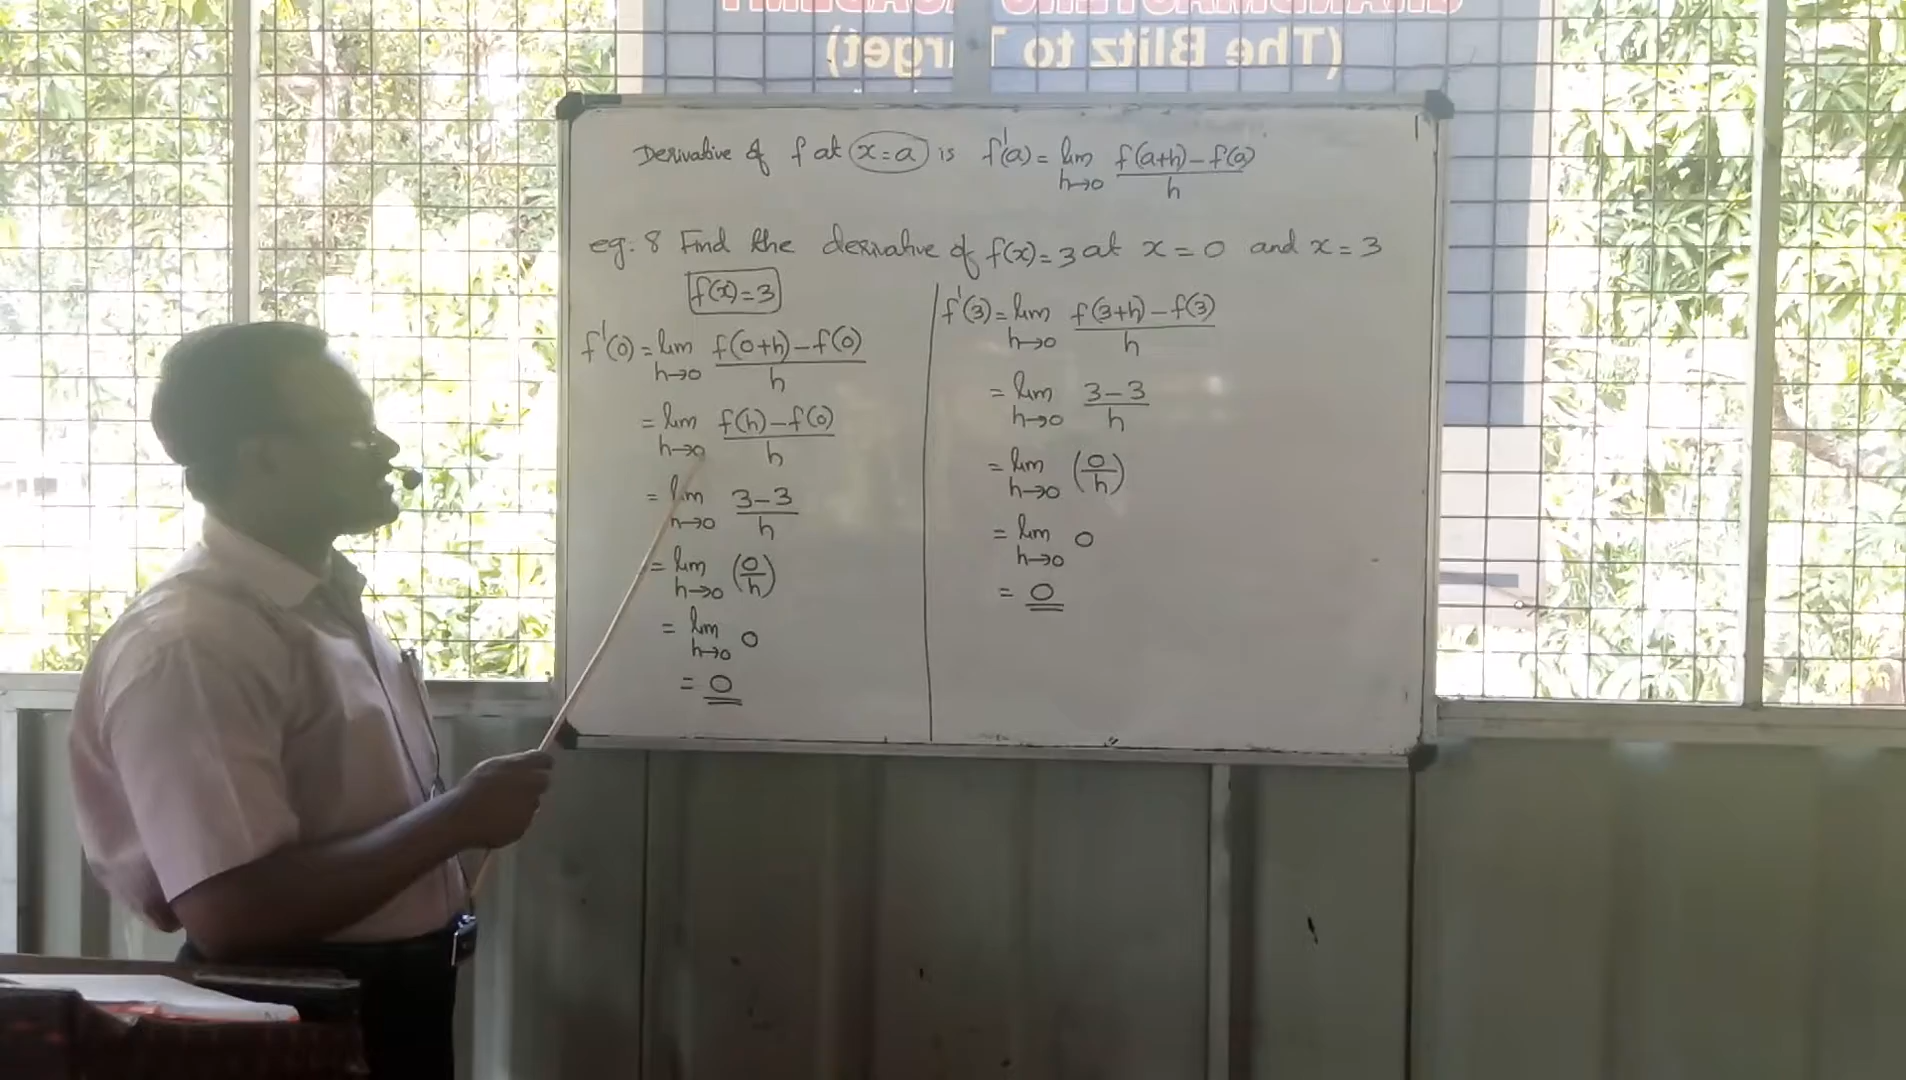 (The Blitz to Target)
Derivative of f at x=a is f'(a) = lim h→0 f(a+h)-f(a) / h
eg: 8 Find the derivative of f(x)=3 at x=0 and x=3
f(x)=3
f'(0) = lim h→0 f(0+h)-f(0) / h
= lim h→0 f(h)-f(0) / h
= lim h→0 3-3 / h
= lim h→0 (0/h)
= lim h→0 0
= 0
f'(3) = lim h→0 f(3+h)-f(3) / h
= lim h→0 3-3 / h
= lim h→0 (0/h)
= lim h→0 0
= 0